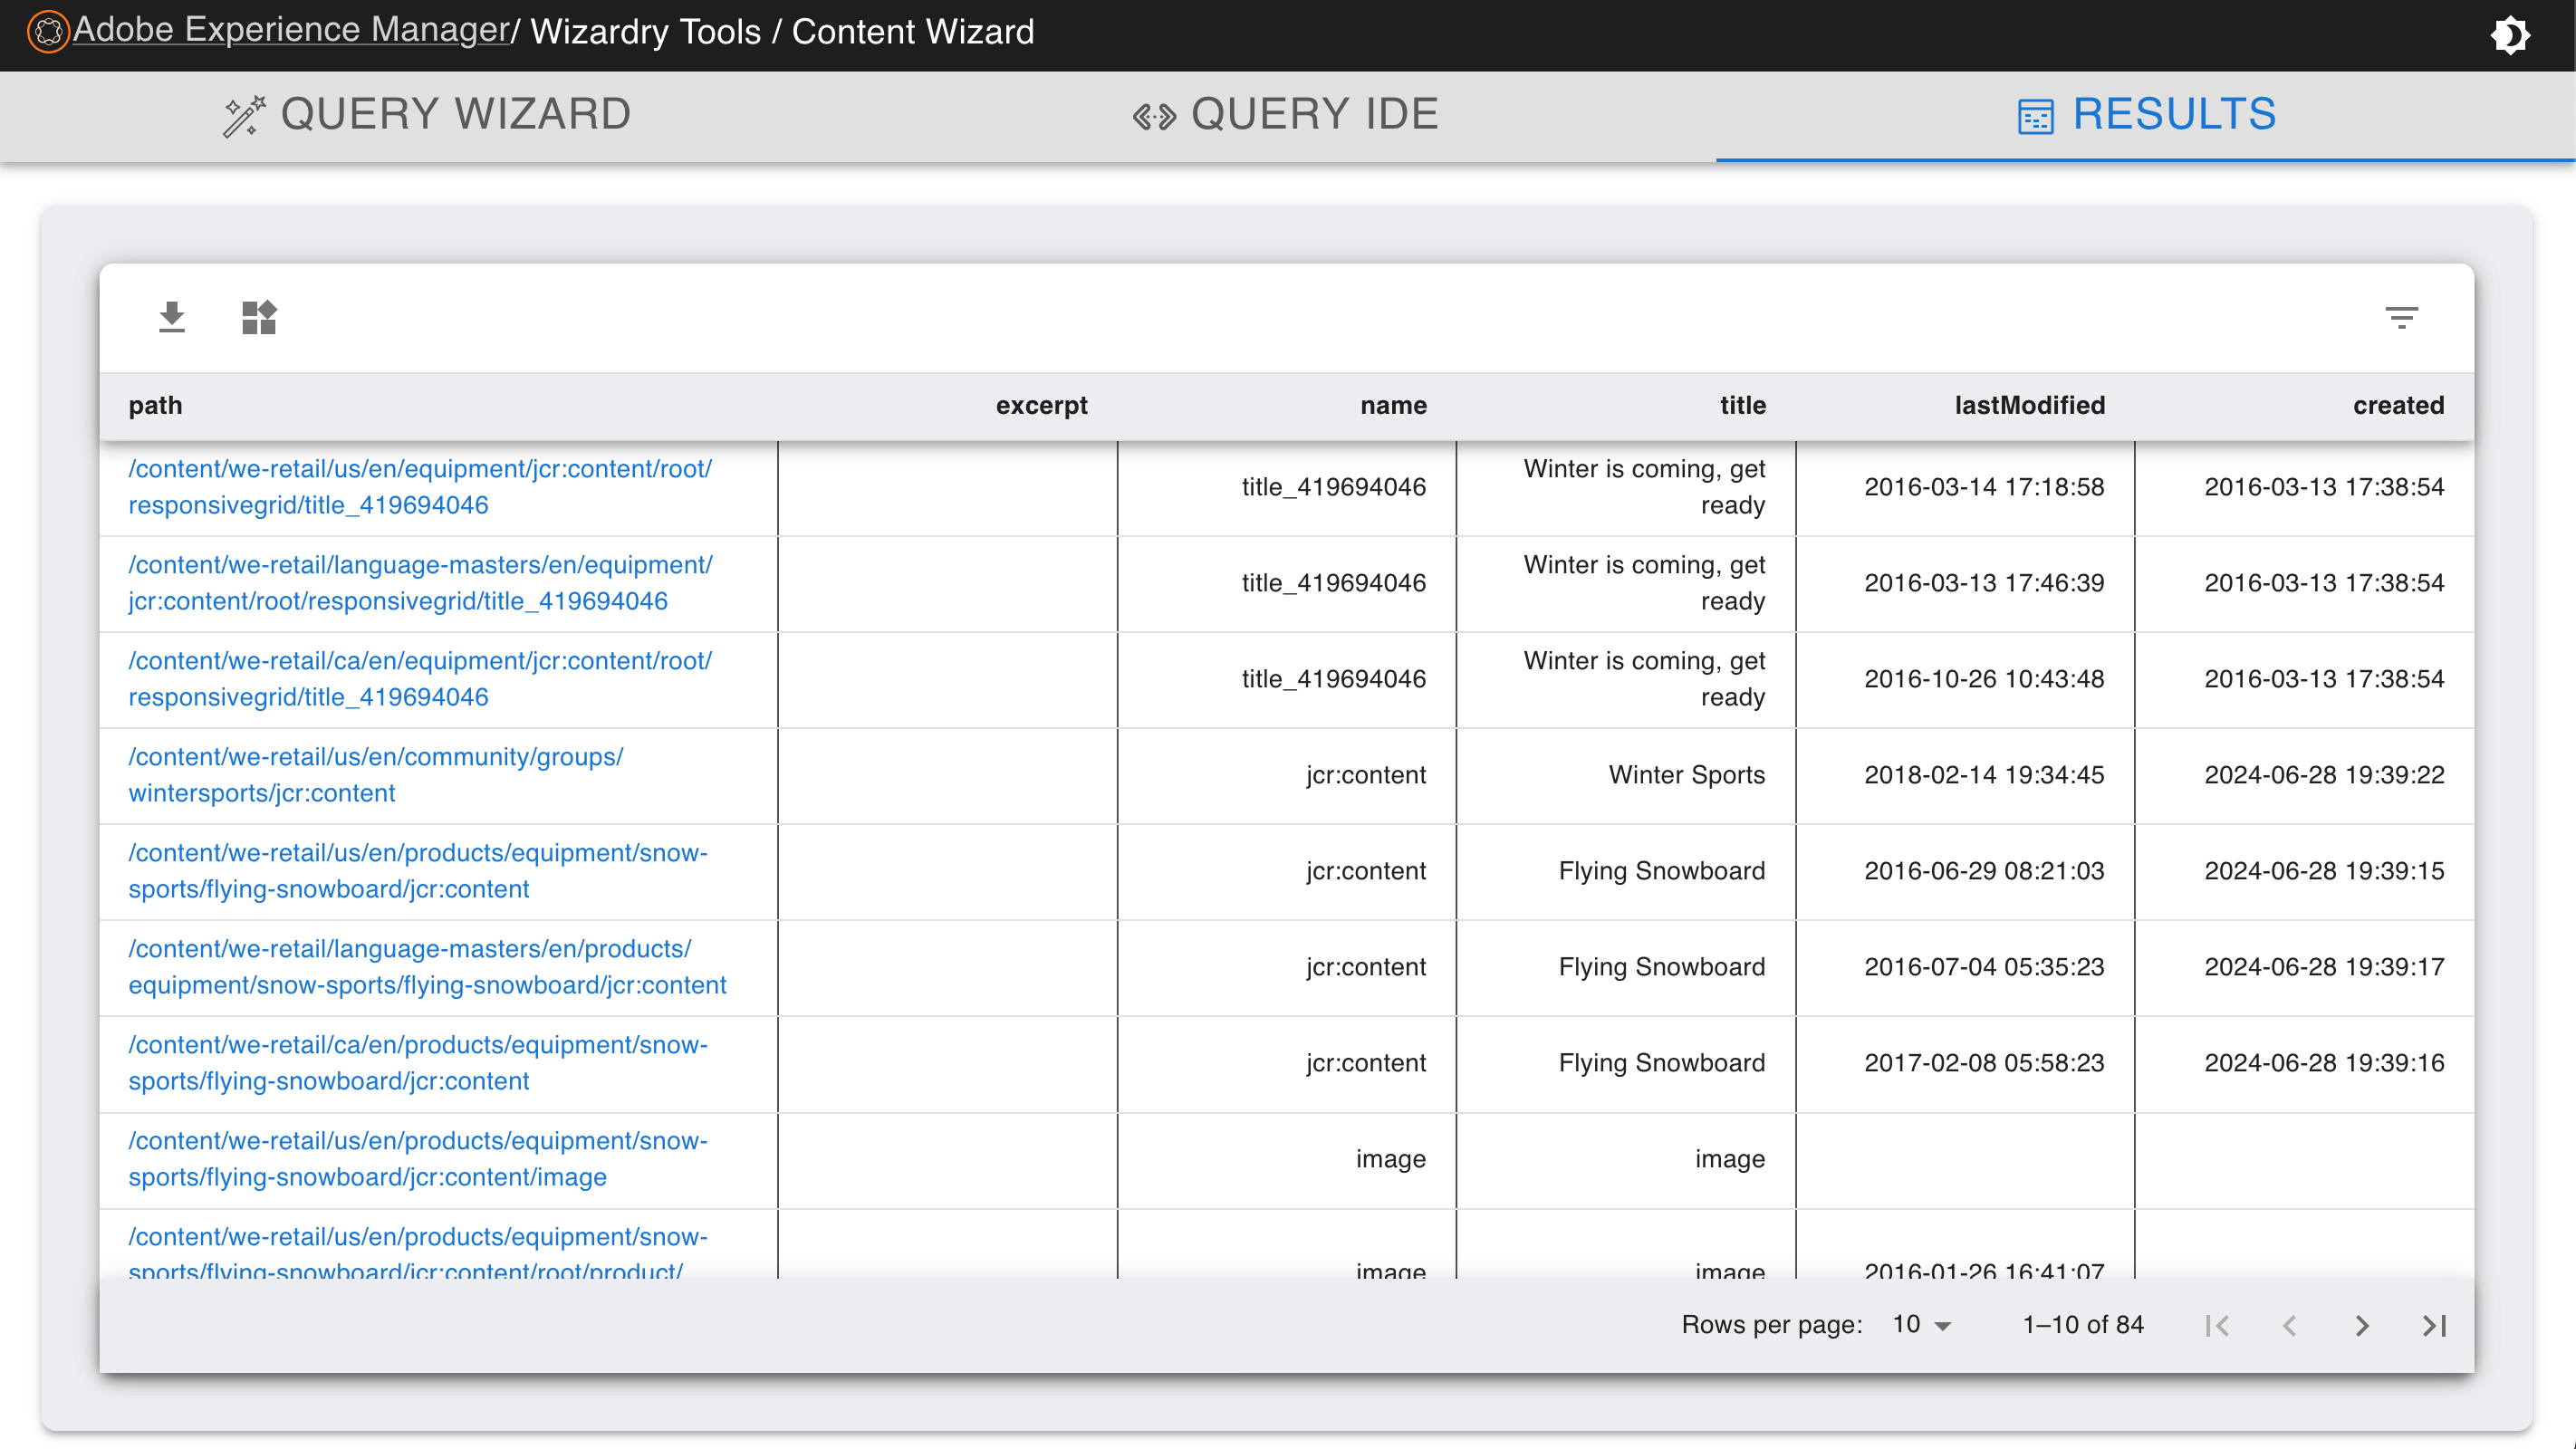 Adobe Experience Manager/ Wizardry Tools / Content Wizard
QUERY WIZARD
QUERY IDE
RESULTS
path excerpt name title lastModified created
/content/we-retail/us/en/equipment/jcr:content/root/
responsivegrid/title_419694046
title_419694046
Winter is coming, get
ready
2016-03-14 17:18:58
2016-03-13 17:38:54
/content/we-retail/language-masters/en/equipment/
jcr:content/root/responsivegrid/title_419694046
title_419694046
Winter is coming, get
ready
2016-03-13 17:46:39
2016-03-13 17:38:54
/content/we-retail/ca/en/equipment/jcr:content/root/
responsivegrid/title_419694046
title_419694046
Winter is coming, get
ready
2016-10-26 10:43:48
2016-03-13 17:38:54
/content/we-retail/us/en/community/groups/
wintersports/jcr:content
jcr:content
Winter Sports
2018-02-14 19:34:45
2024-06-28 19:39:22
/content/we-retail/us/en/products/equipment/snow-
sports/flying-snowboard/jcr:content
jcr:content
Flying Snowboard
2016-06-29 08:21:03
2024-06-28 19:39:15
/content/we-retail/language-masters/en/products/
equipment/snow-sports/flying-snowboard/jcr:content
jcr:content
Flying Snowboard
2016-07-04 05:35:23
2024-06-28 19:39:17
/content/we-retail/ca/en/products/equipment/snow-
sports/flying-snowboard/jcr:content
jcr:content
Flying Snowboard
2017-02-08 05:58:23
2024-06-28 19:39:16
/content/we-retail/us/en/products/equipment/snow-
sports/flying-snowboard/jcr:content/image
image
image
/content/we-retail/us/en/products/equipment/snow-
sports/flying-snowboard/jcr:content/root/product/
image
image
2016-01-26 16:41:07
Rows per page: 10 1–10 of 84